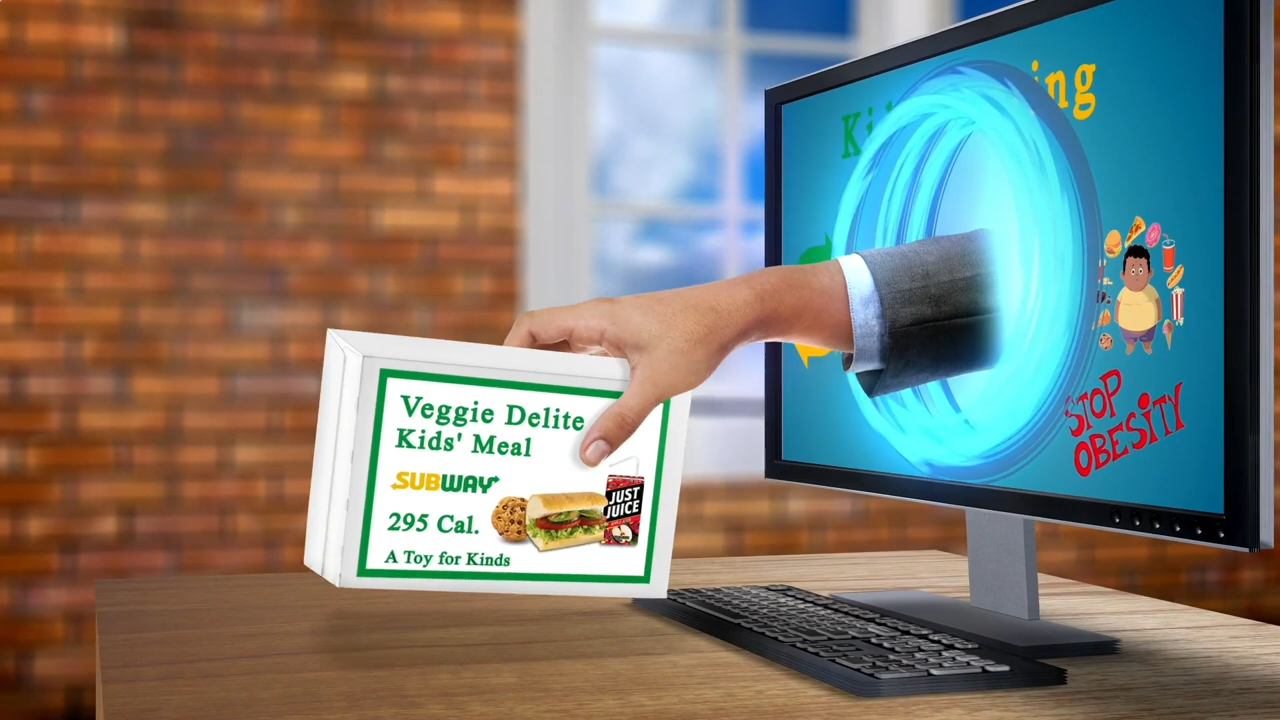 Veggie Delite
Kids' Meal
SUBWAY
295 Cal.
A Toy for Kinds
JUST
JUICE
STOP
OBESITY